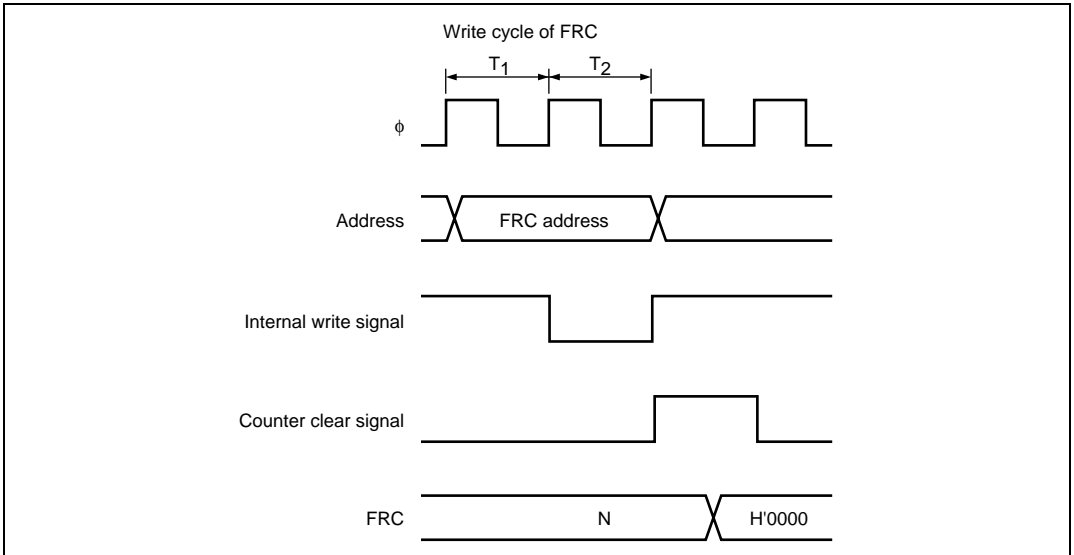 Write cycle of FRC
T1 T2
φ
Address FRC address
Internal write signal
Counter clear signal
FRC N H'0000